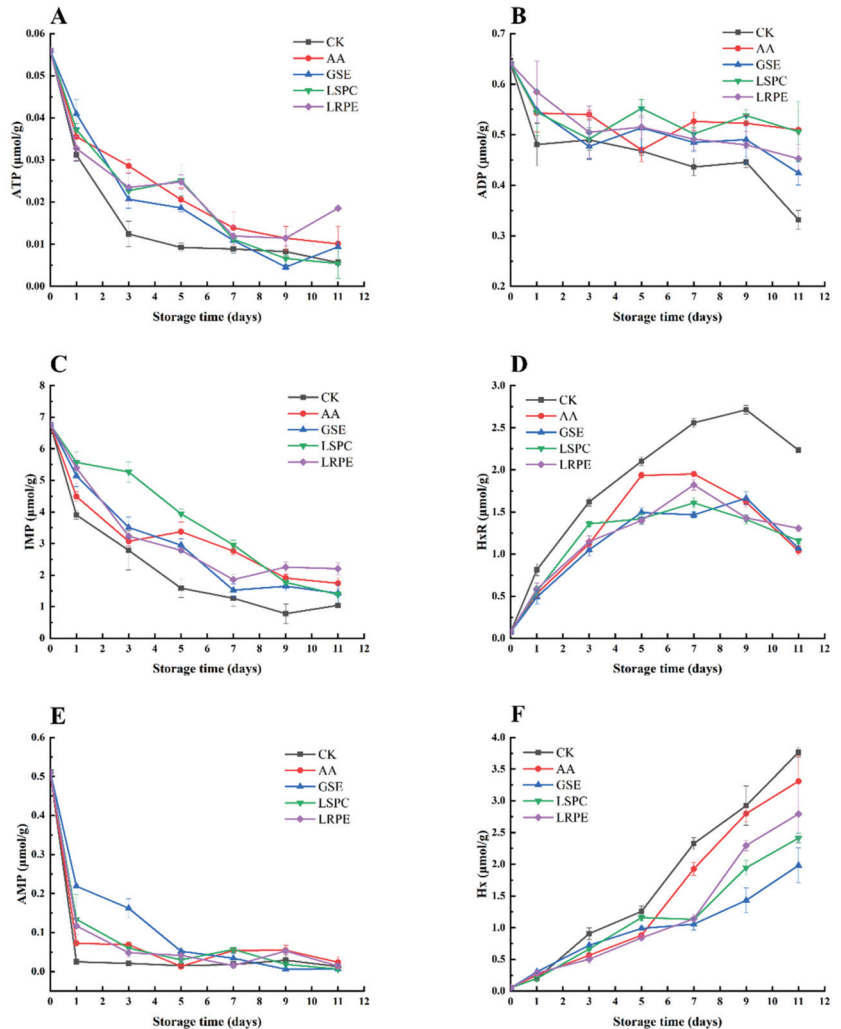 A
0.06
0.05
0.04
0.03
0.02
0.01
0.00
ATP (μmol/g)
CK
AA
GSE
LSPC
LRPE
0 1 2 3 4 5 6 7 8 9 10 11 12
Storage time (days)
B
0.7
0.6
0.5
0.4
0.3
0.2
ADP (μmol/g)
CK
AA
GSE
LSPC
LRPE
0 1 2 3 4 5 6 7 8 9 10 11 12
Storage time (days)
C
8
7
6
5
4
3
2
1
0
IMP (μmol/g)
CK
AA
GSE
LSPC
LRPE
0 1 2 3 4 5 6 7 8 9 10 11 12
Storage time (days)
D
3.0
2.5
2.0
1.5
1.0
0.5
0.0
HxR (μmol/g)
CK
AA
GSE
LSPC
LRPE
0 1 2 3 4 5 6 7 8 9 10 11 12
Storage time (days)
E
0.6
0.5
0.4
0.3
0.2
0.1
0.0
AMP (μmol/g)
CK
AA
GSE
LSPC
LRPE
0 1 2 3 4 5 6 7 8 9 10 11 12
Storage time (days)
F
4.0
3.5
3.0
2.5
2.0
1.5
1.0
0.5
0.0
Hx (μmol/g)
CK
AA
GSE
LSPC
LRPE
0 1 2 3 4 5 6 7 8 9 10 11 12
Storage time (days)